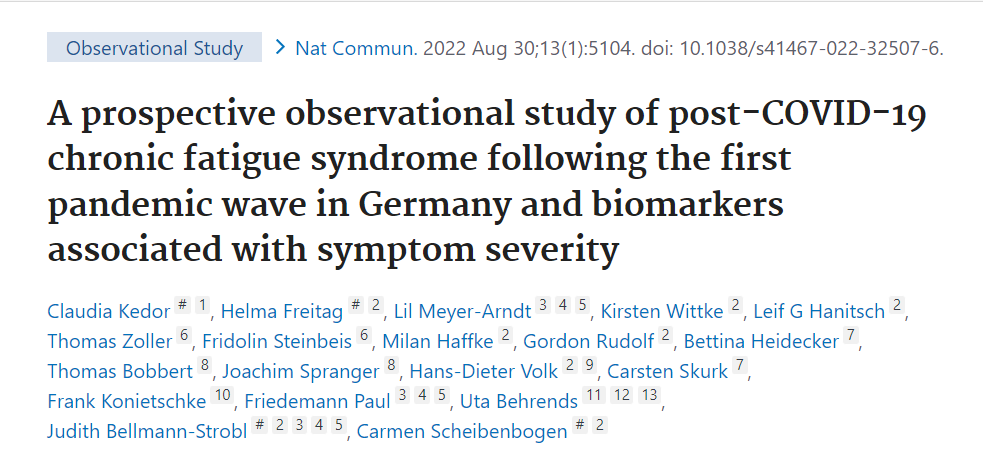 Observational Study > Nat Commun. 2022 Aug 30;13(1):5104. doi: 10.1038/s41467-022-32507-6.
A prospective observational study of post-COVID-19
chronic fatigue syndrome following the first
pandemic wave in Germany and biomarkers
associated with symptom severity
Claudia Kedor # 1, Helma Freitag # 2, Lil Meyer-Arndt 3 4 5, Kirsten Wittke 2, Leif G Hanitsch 2,
Thomas Zoller 6, Fridolin Steinbeis 6, Milan Haffke 2, Gordon Rudolf 2, Bettina Heidecker 7,
Thomas Bobbert 8, Joachim Spranger 8, Hans-Dieter Volk 2 9, Carsten Skurk 7,
Frank Konietschke 10, Friedemann Paul 3 4 5, Uta Behrends 11 12 13,
Judith Bellmann-Strobl # 2 3 4 5, Carmen Scheibenbogen # 2